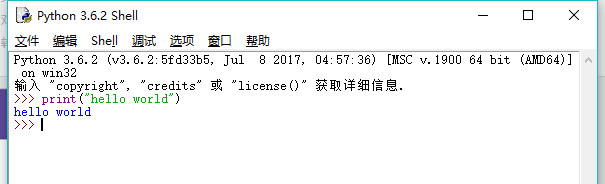 Python 3.6.2 Shell
文件 编辑 Shell 调试 选项 窗口 帮助
Python 3.6.2 (v3.6.2:5fd33b5, Jul  8 2017, 04:57:36) [MSC v.1900 64 bit (AMD64)]
 on win32
输入 "copyright", "credits" 或 "license()" 获取详细信息.
>>> print("hello world")
hello world
>>>